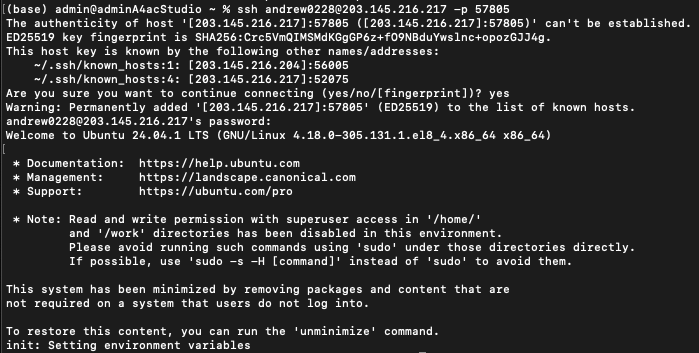 (base) admin@adminA4acStudio ~ % ssh andrew0228@203.145.216.217 -p 57805
The authenticity of host '[203.145.216.217]:57805 ([203.145.216.217]:57805)' can't be established.
ED25519 key fingerprint is SHA256:Crc5VmQIMSMdKGgGP6z+fO9NBduYwslnc+opozGJJ4g.
This host key is known by the following other names/addresses:
    ~/.ssh/known_hosts:1: [203.145.216.204]:56005
    ~/.ssh/known_hosts:4: [203.145.216.217]:52075
Are you sure you want to continue connecting (yes/no/[fingerprint])? yes
Warning: Permanently added '[203.145.216.217]:57805' (ED25519) to the list of known hosts.
andrew0228@203.145.216.217's password:
Welcome to Ubuntu 24.04.1 LTS (GNU/Linux 4.18.0-305.131.1.el8_4.x86_64 x86_64)

 * Documentation:  https://help.ubuntu.com
 * Management:     https://landscape.canonical.com
 * Support:        https://ubuntu.com/pro

 * Note: Read and write permission with superuser access in '/home/'
         and '/work' directories has been disabled in this environment.
         Please avoid running such commands using 'sudo' under those directories directly.
         If possible, use 'sudo -s -H [command]' instead of 'sudo' to avoid them.

This system has been minimized by removing packages and content that are
not required on a system that users do not log into.

To restore this content, you can run the 'unminimize' command.
init: Setting environment variables